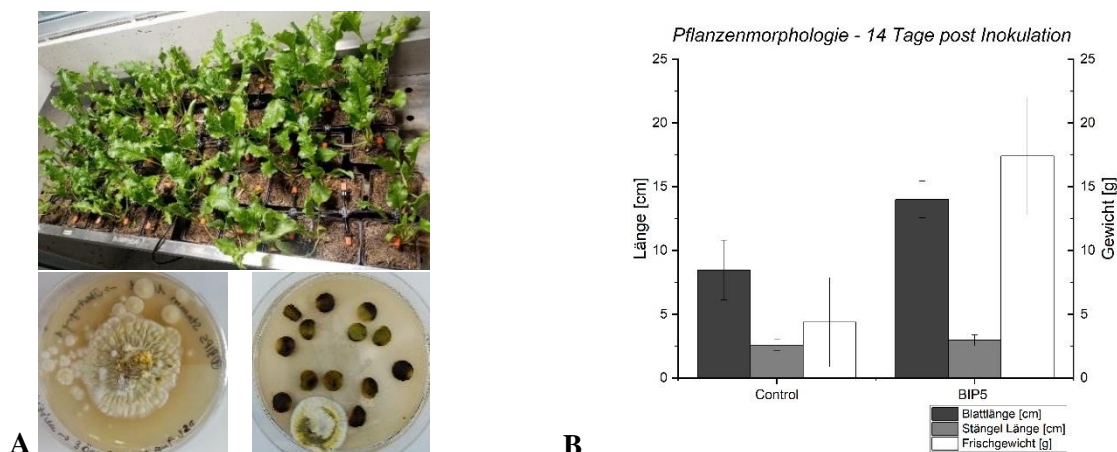 A
B
Pflanzenmorphologie - 14 Tage post Inokulation
Länge [cm]
25
20
15
10
5
0
Gewicht [g]
25
20
15
10
5
0
Control
BIP5
Blattlänge [cm]
Stängel Länge [cm]
Frischgewicht [g]